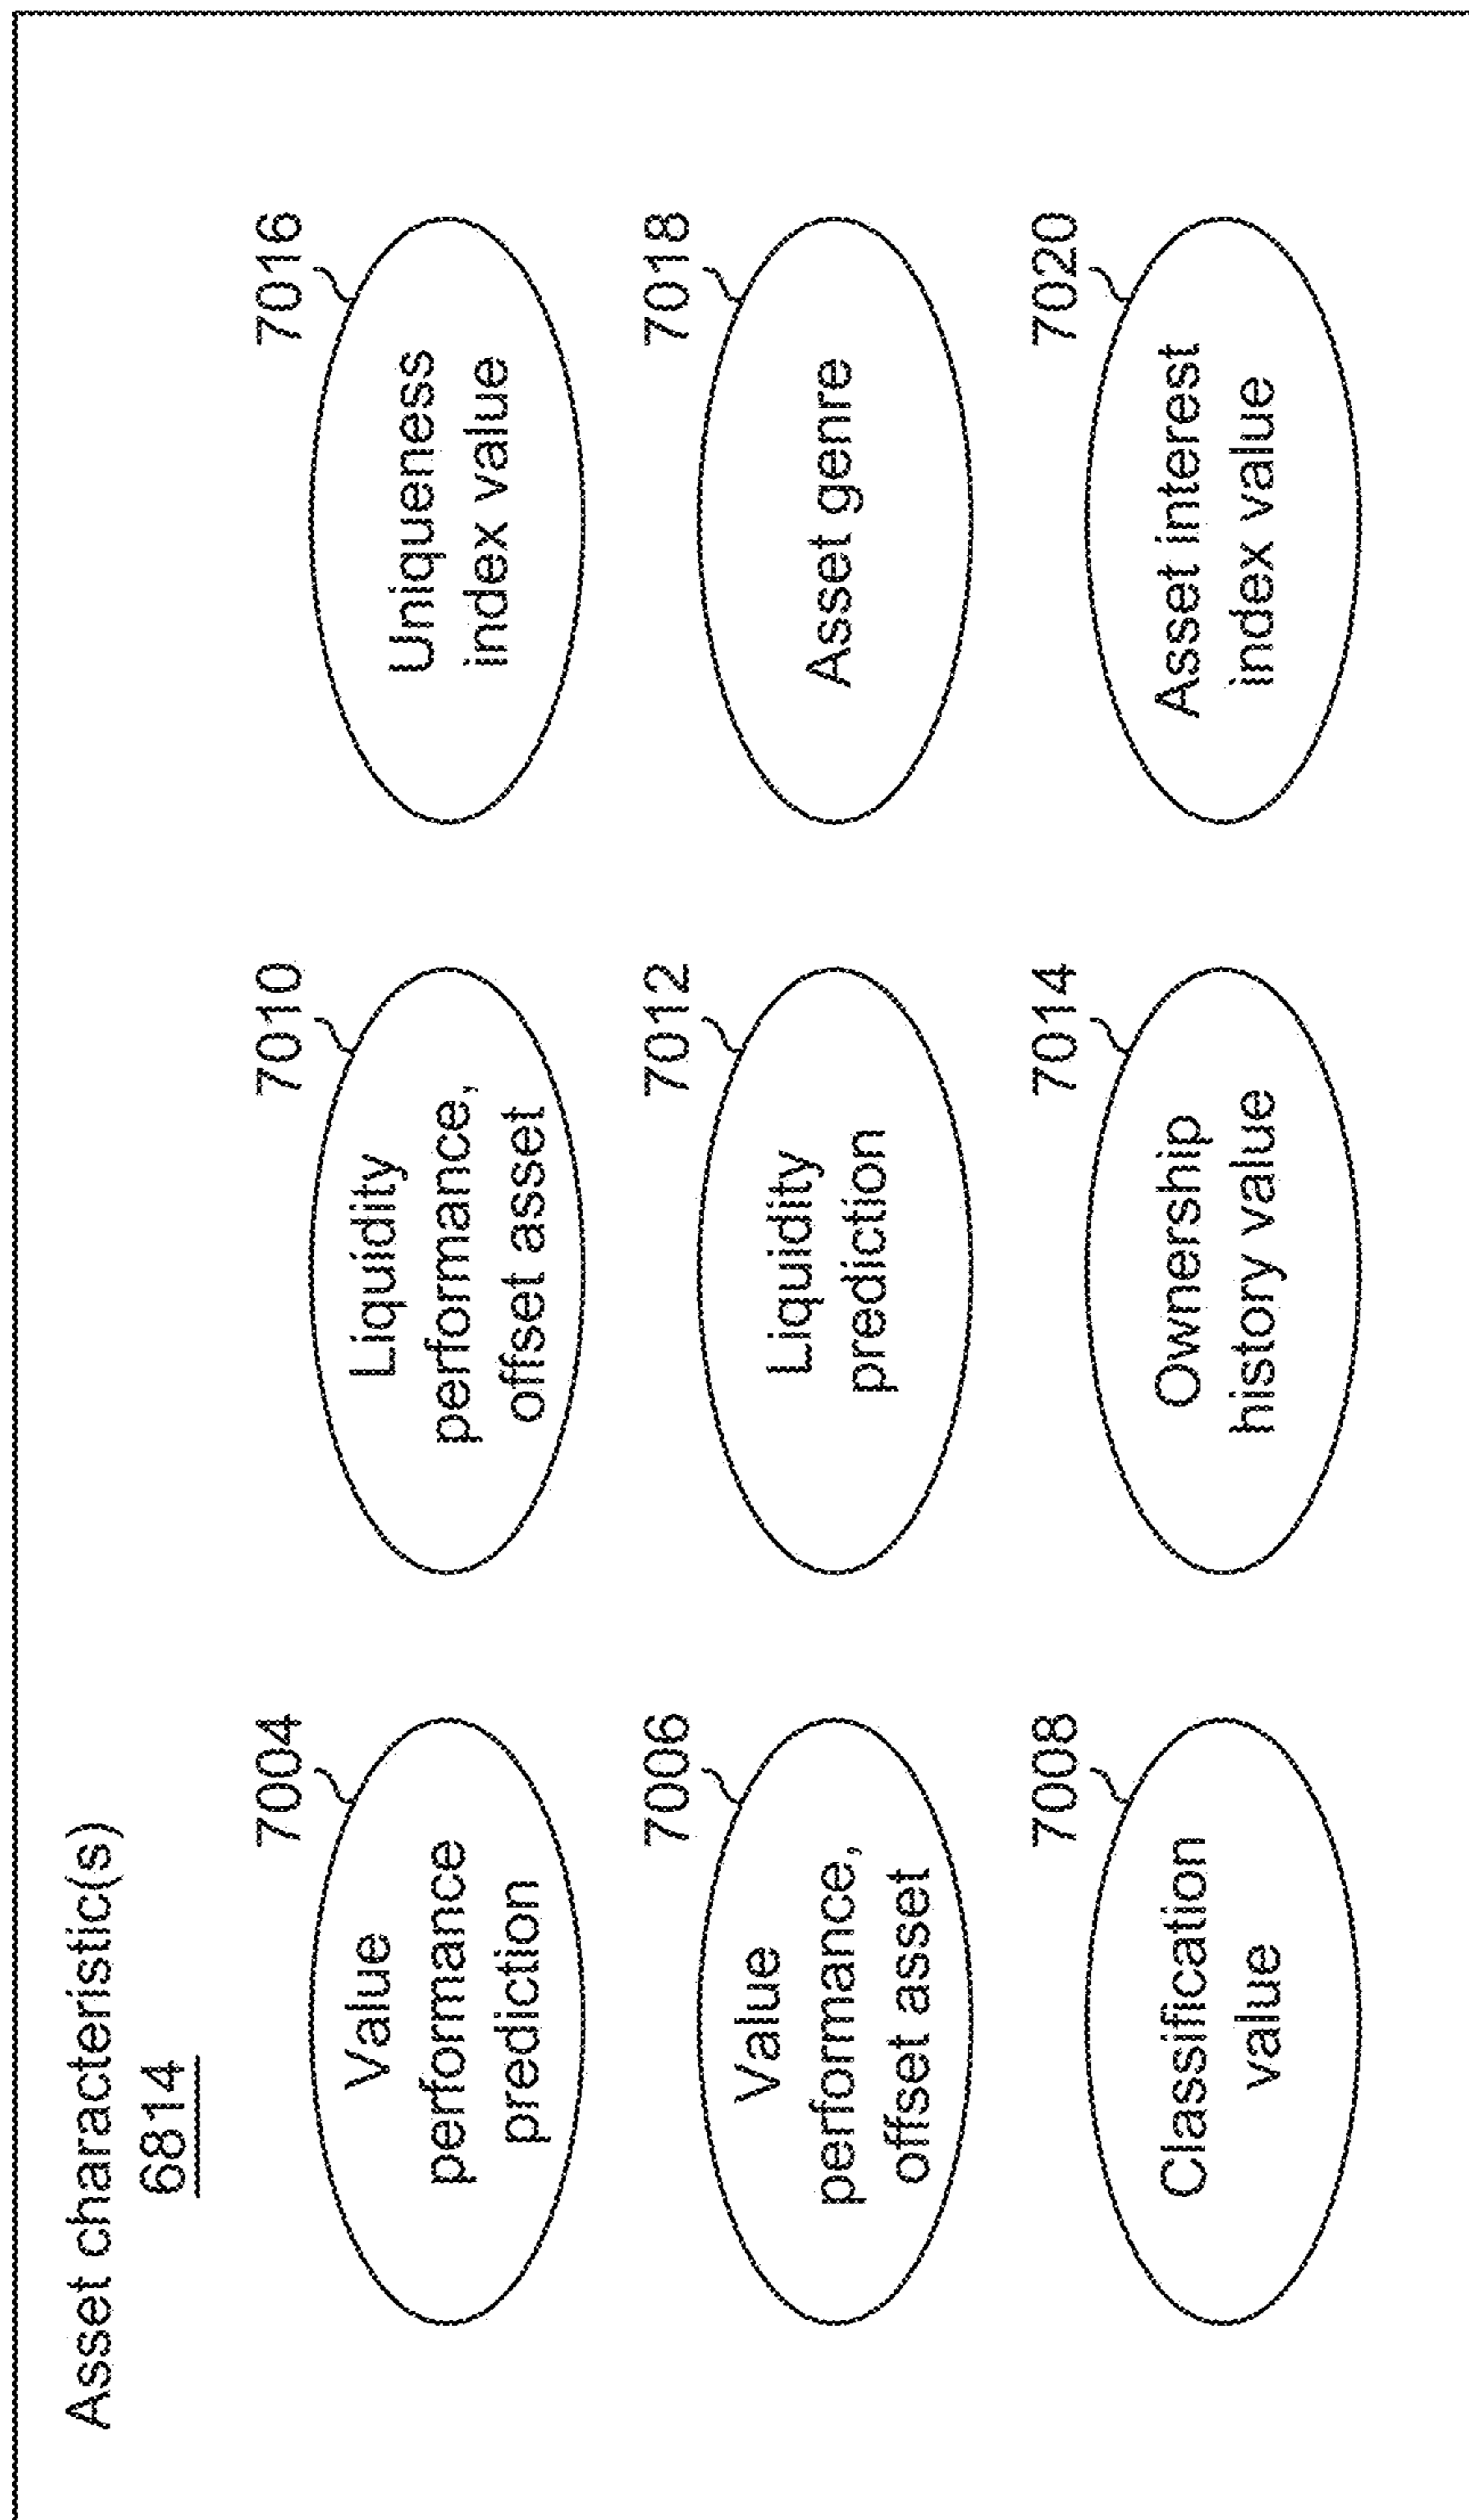 Asset characteristic(s)
6814
7004
Value
performance
prediction
7010
Liquidity
performance,
offset asset
7016
Uniqueness
index value
7006
Value
performance,
offset asset
7012
Liquidity
prediction
7018
Asset genre
7008
Classification
value
7014
Ownership
history value
7020
Asset interest
index value